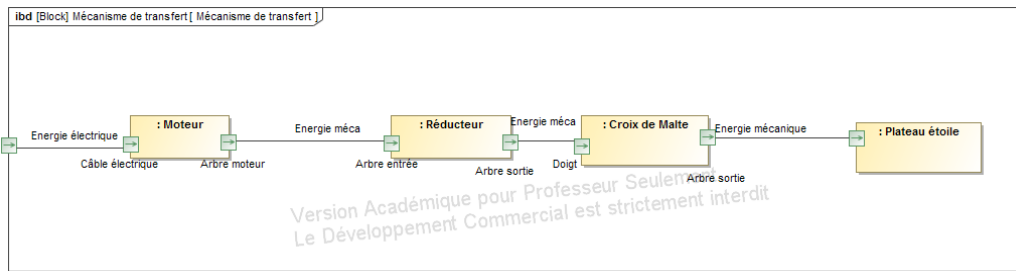 ibd [Block] Mécanisme de transfert [ Mécanisme de transfert ]
Energie électrique
: Moteur
Câble électrique
Arbre moteur
Energie méca
: Réducteur
Arbre entrée
Arbre sortie
Energie méca
: Croix de Malte
Doigt
Arbre sortie
Energie mécanique
: Plateau étoile
Version Académique pour Professeur Seulement
Le Développement Commercial est strictement interdit